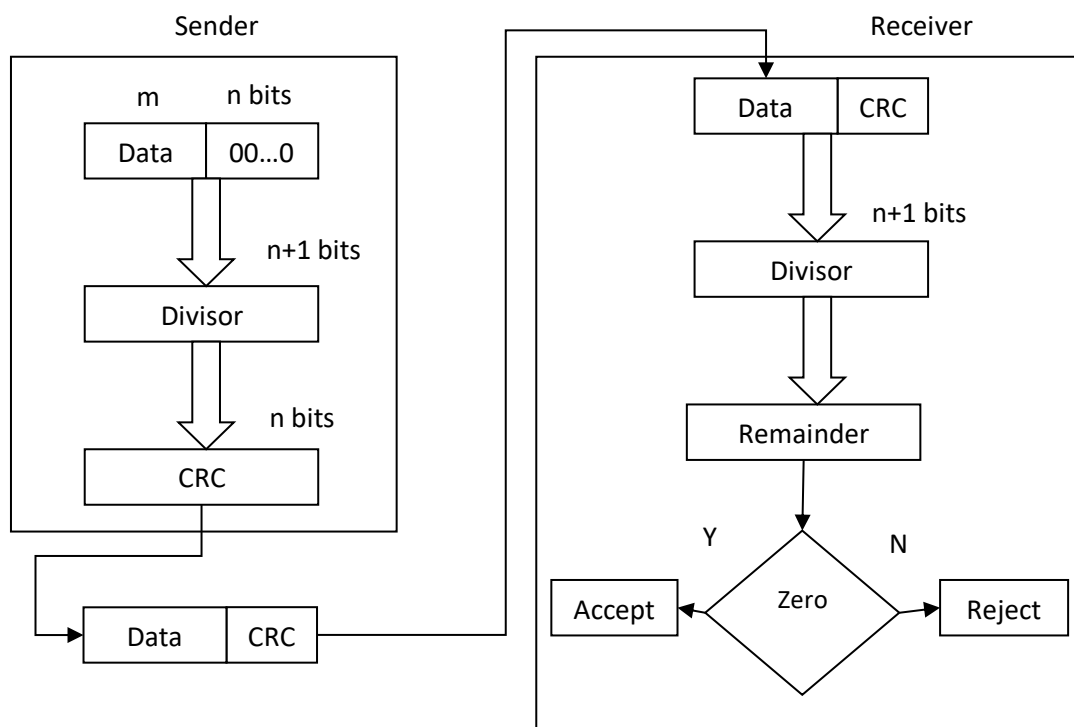 Sender
m n bits
Data 00...0
n+1 bits
Divisor
n bits
CRC
Data CRC
Receiver
Data CRC
n+1 bits
Divisor
Remainder
Y N
Zero
Accept Reject